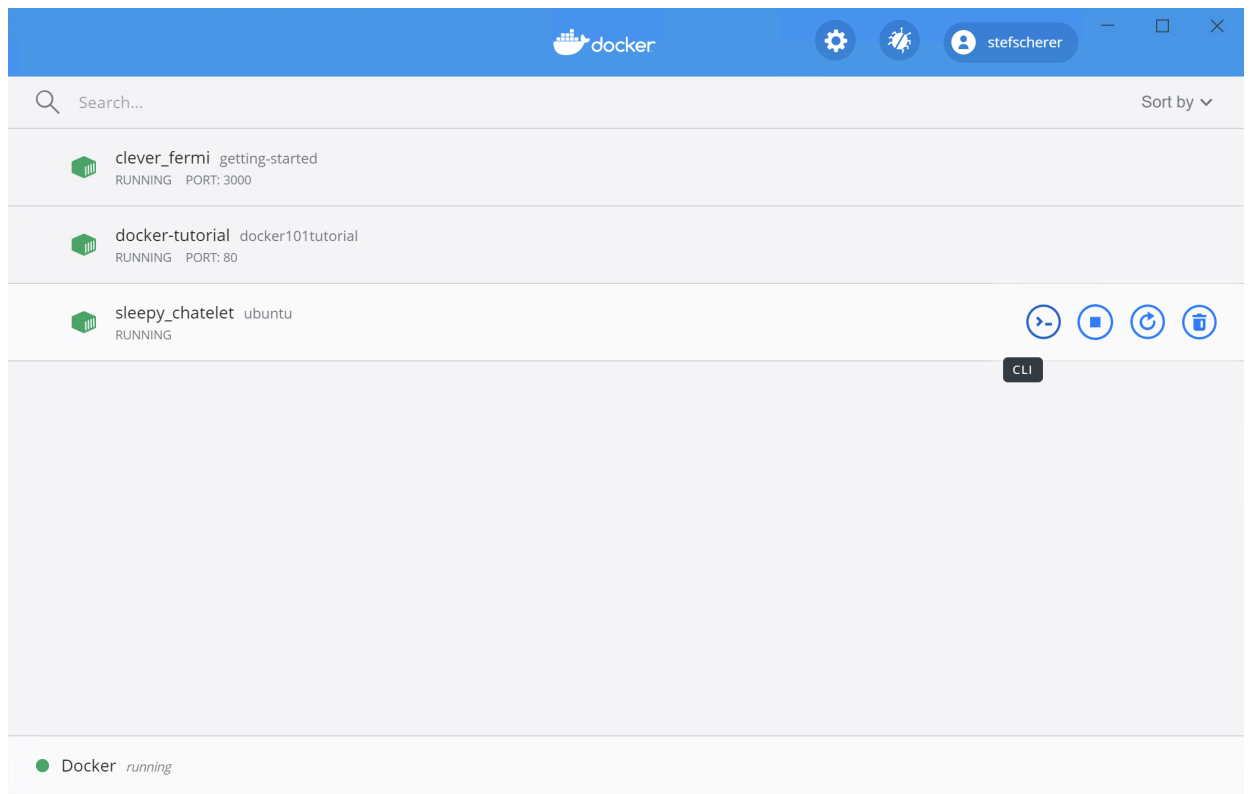 docker
stefscherer
Search...
Sort by
clever_fermi getting-started
RUNNING PORT: 3000
docker-tutorial docker101tutorial
RUNNING PORT: 80
sleepy_chatelet ubuntu
RUNNING
CLI
Docker running